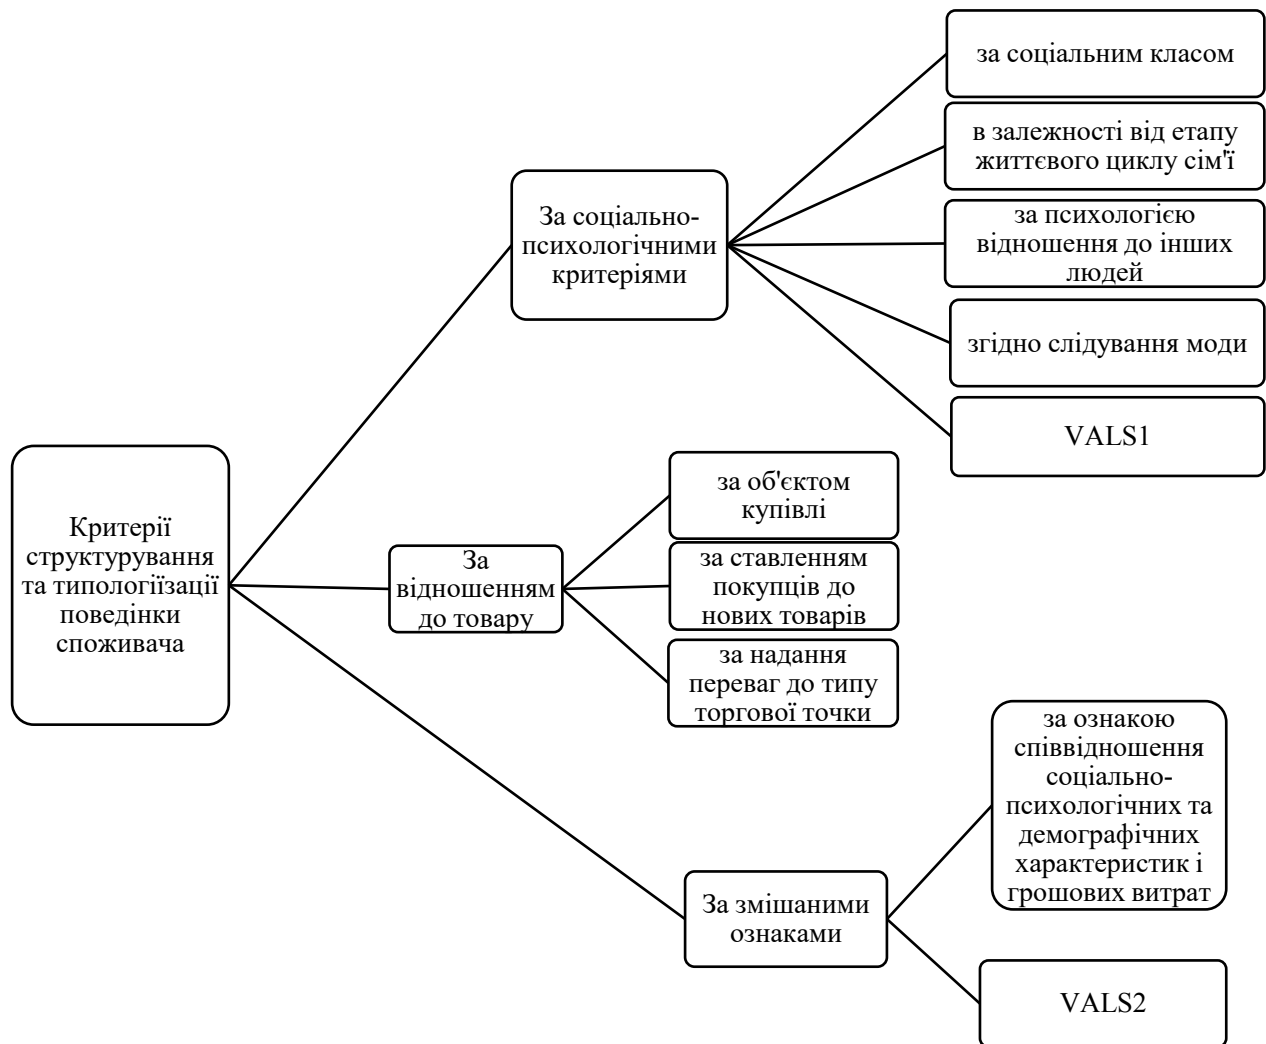 Критерії
структурування
та типологіїзації
поведінки
споживача
За соціально-
психологічними
критеріями
за соціальним класом
в залежності від етапу
життєвого циклу сім'ї
за психологією
відношення до інших
людей
згідно слідування моди
VALS1
За
відношенням
до товару
за об'єктом
купівлі
за ставленням
покупців до
нових товарів
за надання
переваг до типу
торгової точки
За змішаними
ознаками
за ознакою
співвідношення
соціально-
психологічних та
демографічних
характеристик і
грошових витрат
VALS2